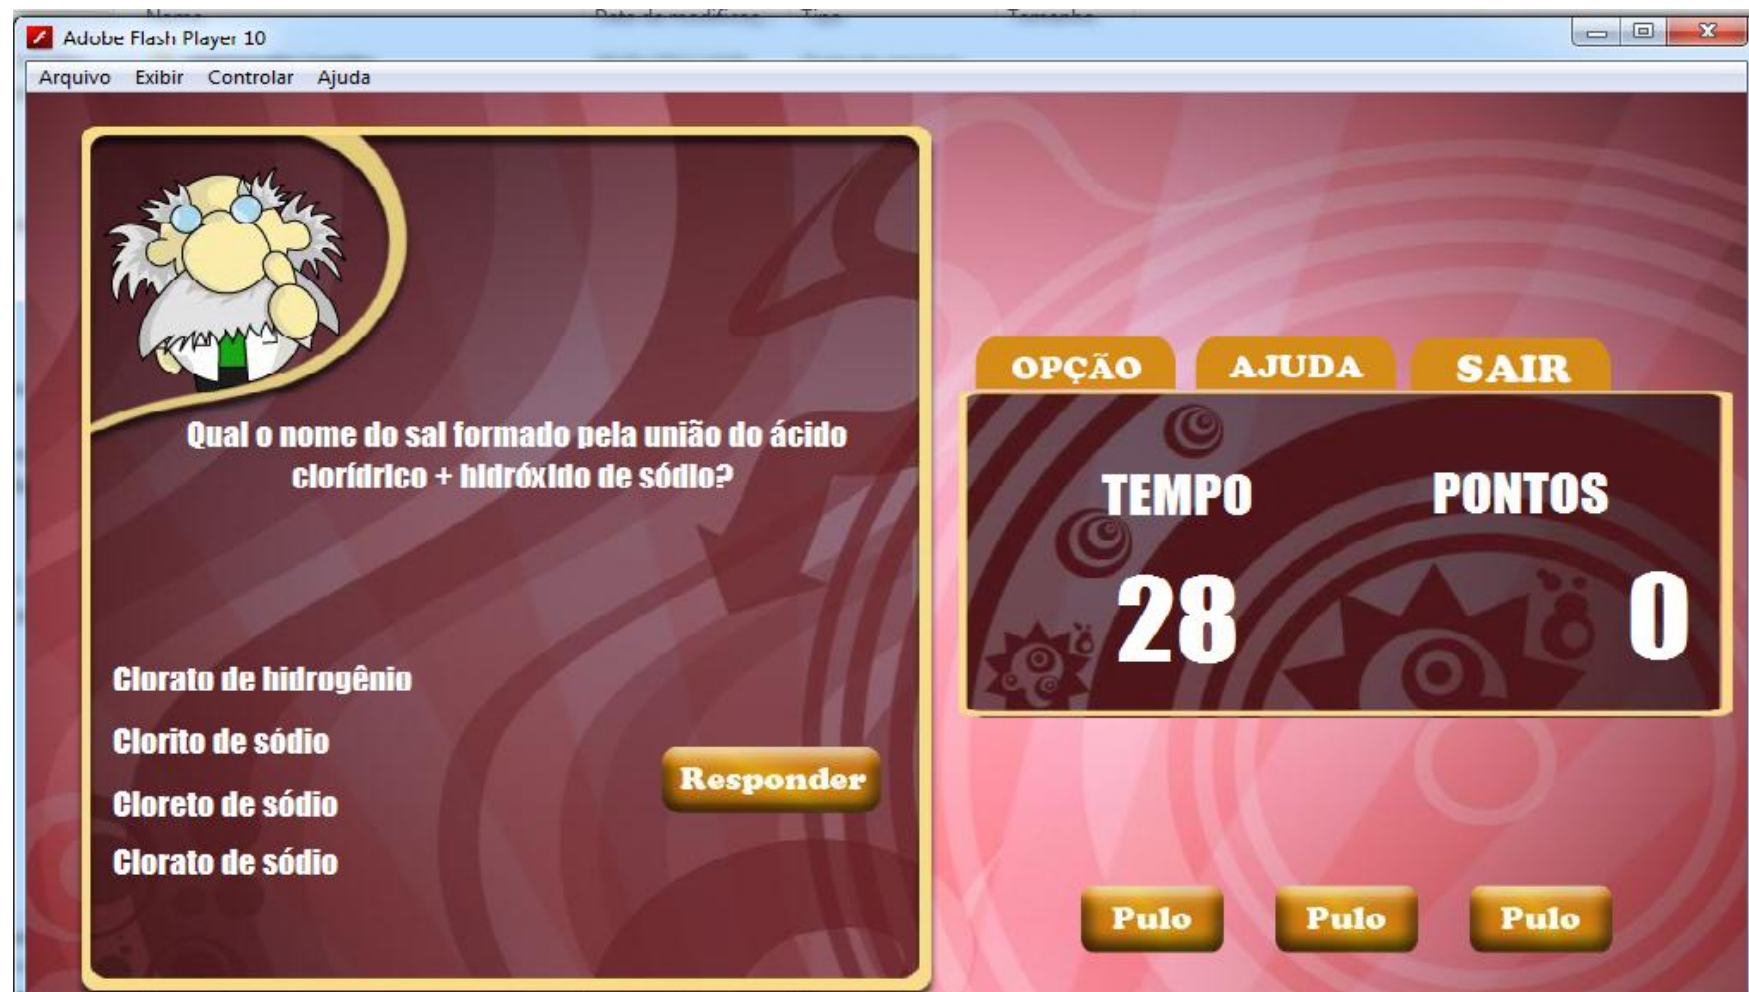 Adobe Flash Player 10
Arquivo Exibir Controlar Ajuda
Qual o nome do sal formado pela união do ácido
clorídrico + hidróxido de sódio?
Clorato de hidrogênio
Clorito de sódio
Cloreto de sódio
Clorato de sódio
Responder
OPÇÃO AJUDA SAIR
TEMPO PONTOS
28 0
Pulo Pulo Pulo